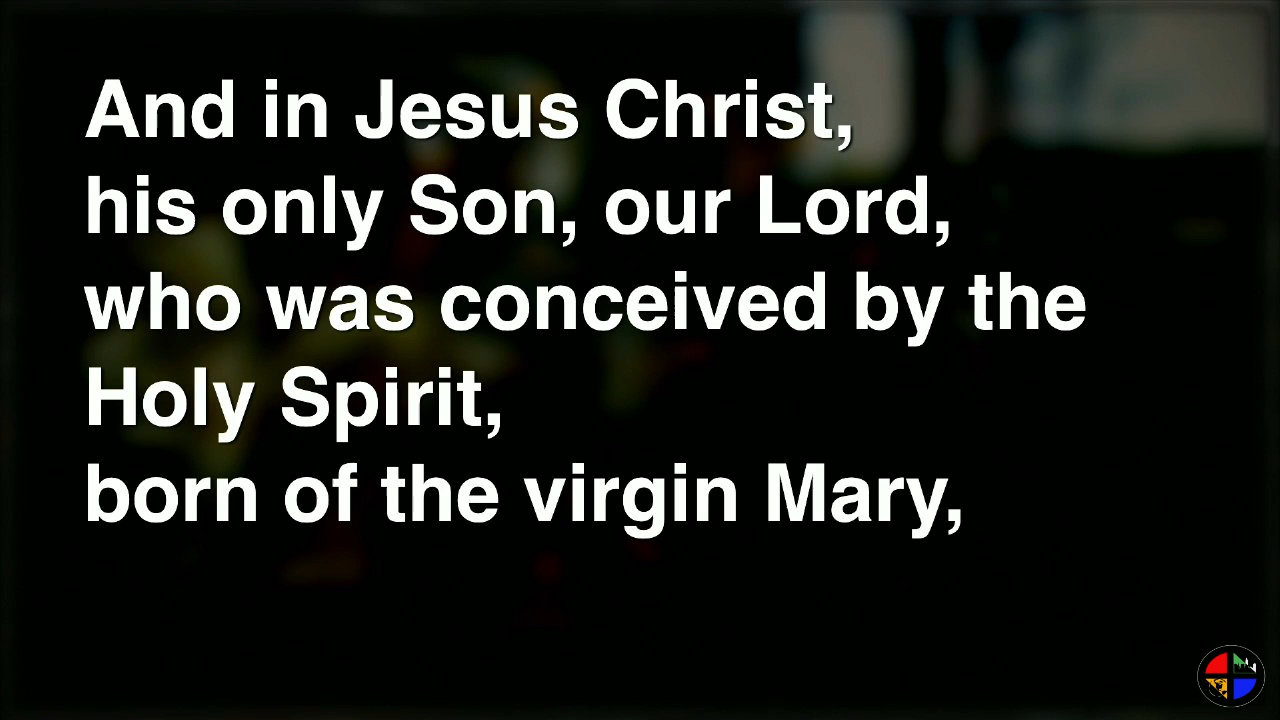 And in Jesus Christ,
his only Son, our Lord,
who was conceived by the
Holy Spirit,
born of the virgin Mary,